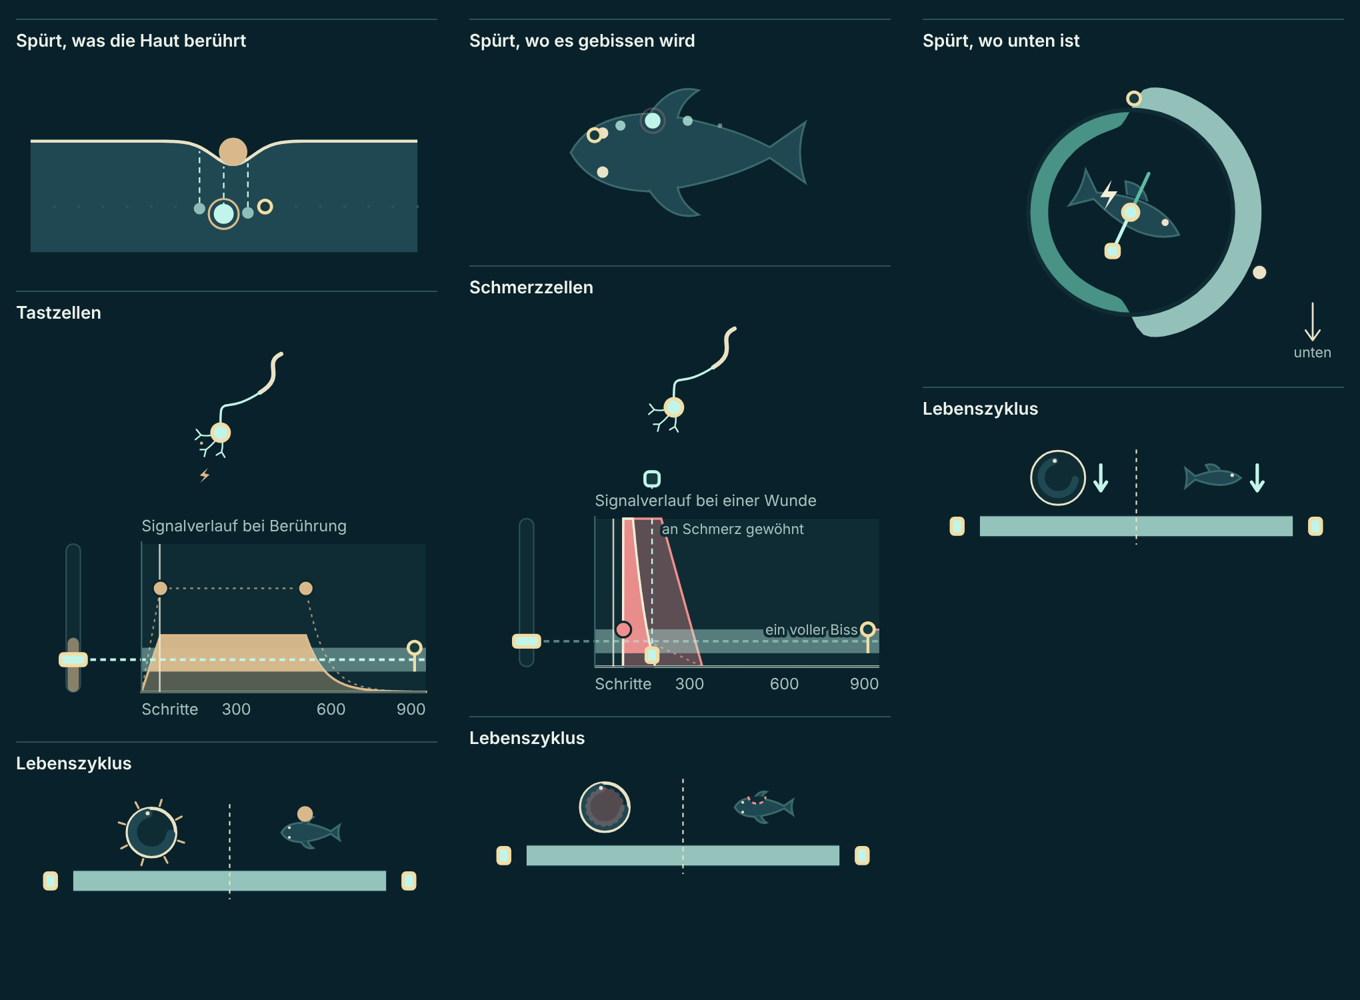 Spürt, was die Haut berührt
Tastzellen
Signalverlauf bei Berührung
Schritte 300 600 900
Lebenszyklus
Spürt, wo es gebissen wird
Schmerzzellen
Signalverlauf bei einer Wunde
an Schmerz gewöhnt
ein voller Biss
Schritte 300 600 900
Lebenszyklus
Spürt, wo unten ist
unten
Lebenszyklus